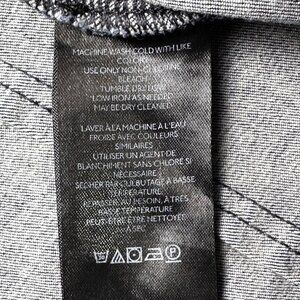 MACHINE WASH COLD WITH LIKE
COLORS
USE ONLY NON-CHLORINE
BLEACH
TUMBLE DRY LOW
LOW IRON AS NEEDED
MAY BE DRY CLEANED
LAVER À LA MACHINE À L'EAU
FROIDE AVEC COULEURS
SIMILAIRES
UTILISER UN AGENT DE
BLANCHIMENT SANS CHLORE SI
NÉCESSAIRE
SÉCHER PAR CULBUTAGE À BASSE
TEMPÉRATURE
REPASSER, AU BESOIN, À TRÈS
BASSE TEMPÉRATURE
PEUT-ÊTRE ÊTRE NETTOYÉ
À SEC